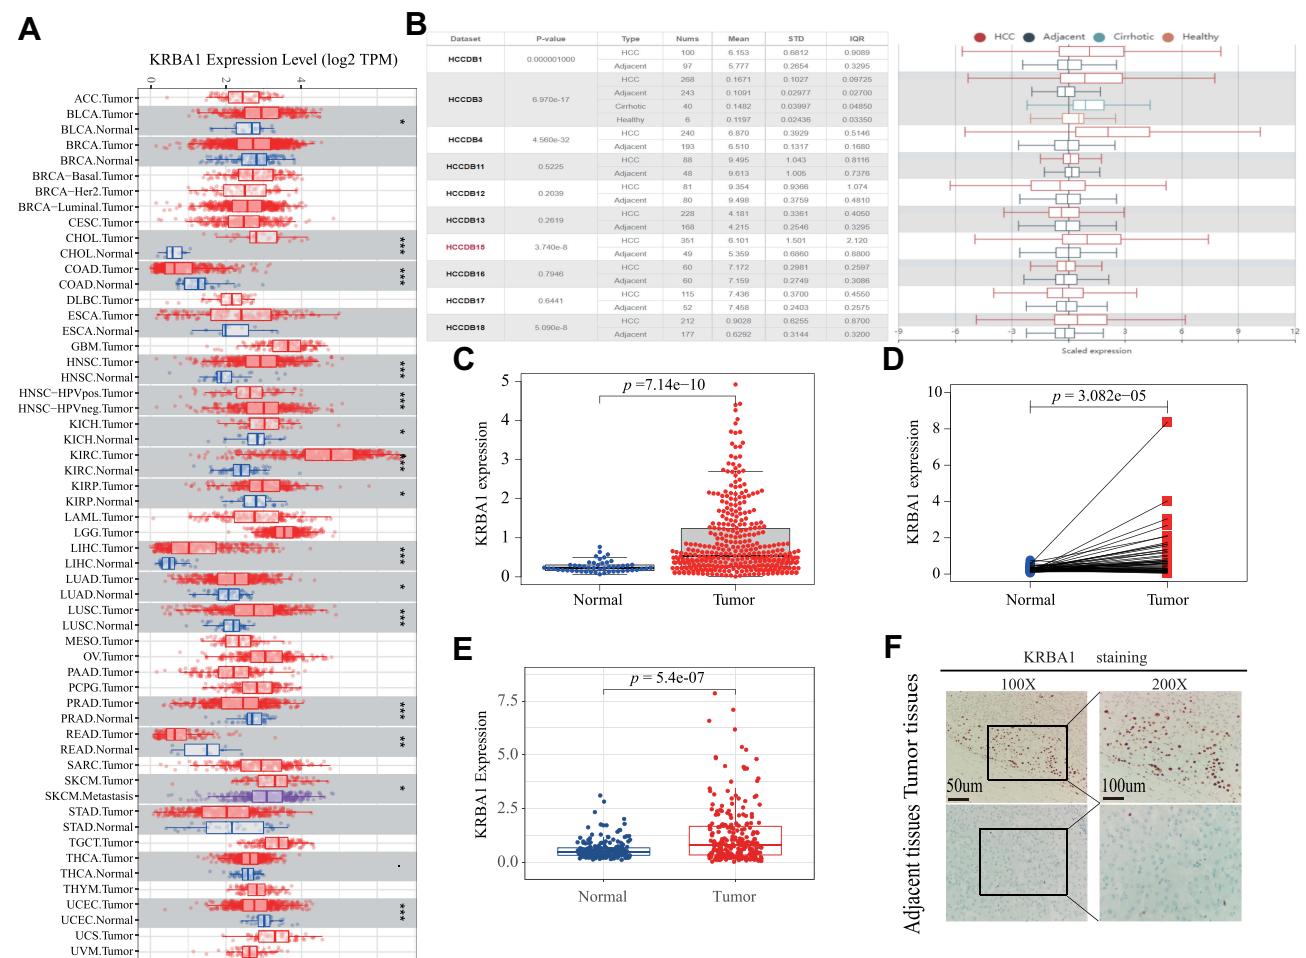 A
KRBA1 Expression Level (log2 TPM)
0 2 4
ACC.Tumor
BLCA.Tumor
BLCA.Normal
*
BRCA.Tumor
BRCA.Normal
BRCA−Basal.Tumor
BRCA−Her2.Tumor
BRCA−Luminal.Tumor
CESC.Tumor
CHOL.Tumor
CHOL.Normal
***
COAD.Tumor
COAD.Normal
***
DLBC.Tumor
ESCA.Tumor
ESCA.Normal
GBM.Tumor
HNSC.Tumor
HNSC.Normal
***
HNSC−HPVpos.Tumor
HNSC−HPVneg.Tumor
***
KICH.Tumor
KICH.Normal
*
KIRC.Tumor
KIRC.Normal
***
KIRP.Tumor
KIRP.Normal
*
LAML.Tumor
LGG.Tumor
LIHC.Tumor
LIHC.Normal
***
LUAD.Tumor
LUAD.Normal
*
LUSC.Tumor
LUSC.Normal
***
MESO.Tumor
OV.Tumor
PAAD.Tumor
PCPG.Tumor
PRAD.Tumor
PRAD.Normal
***
READ.Tumor
READ.Normal
**
SARC.Tumor
SKCM.Tumor
SKCM.Metastasis
*
STAD.Tumor
STAD.Normal
TGCT.Tumor
THCA.Tumor
THCA.Normal
.
THYM.Tumor
UCEC.Tumor
UCEC.Normal
***
UCS.Tumor
UVM.Tumor
B
Dataset P-value Type Nums Mean STD IQR
HCCDB1 0.000001000
HCC 100 6.153 0.6812 0.9089
Adjacent 97 5.777 0.2654 0.3295
HCCDB3 6.970e-17
HCC 268 0.1671 0.1027 0.09725
Adjacent 243 0.1091 0.02977 0.02700
Cirrhotic 40 0.1482 0.03997 0.04850
Healthy 6 0.1197 0.02436 0.03350
HCCDB4 4.560e-32
HCC 240 6.870 0.3929 0.5146
Adjacent 193 6.510 0.1317 0.1680
HCCDB11 0.5225
HCC 88 9.495 1.043 0.8116
Adjacent 48 9.613 1.005 0.7376
HCCDB12 0.2039
HCC 81 9.354 0.9366 1.074
Adjacent 80 9.498 0.3759 0.4810
HCCDB13 0.2619
HCC 228 4.181 0.3361 0.4050
Adjacent 168 4.215 0.2546 0.3295
HCCDB15 3.740e-8
HCC 351 6.101 1.501 2.120
Adjacent 49 5.359 0.6860 0.8800
HCCDB16 0.7946
HCC 60 7.172 0.2981 0.2597
Adjacent 60 7.159 0.2749 0.3086
HCCDB17 0.6441
HCC 115 7.436 0.3700 0.4550
Adjacent 52 7.458 0.2403 0.2575
HCCDB18 5.090e-8
HCC 212 0.9028 0.6255 0.8700
Adjacent 177 0.6292 0.3144 0.3200
HCC Adjacent Cirrhotic Healthy
-9 -6 -3 0 3 6 9 12
Scaled expression
C
p =7.14e−10
KRBA1 expression
5
4
3
2
1
0
Normal Tumor
D
p = 3.082e−05
KRBA1 expression
10
8
6
4
2
0
Normal Tumor
E
p = 5.4e-07
KRBA1 Expression
7.5
5.0
2.5
0.0
Normal Tumor
F
KRBA1 staining
100X 200X
Tumor tissues
50um 100um
Adjacent tissues